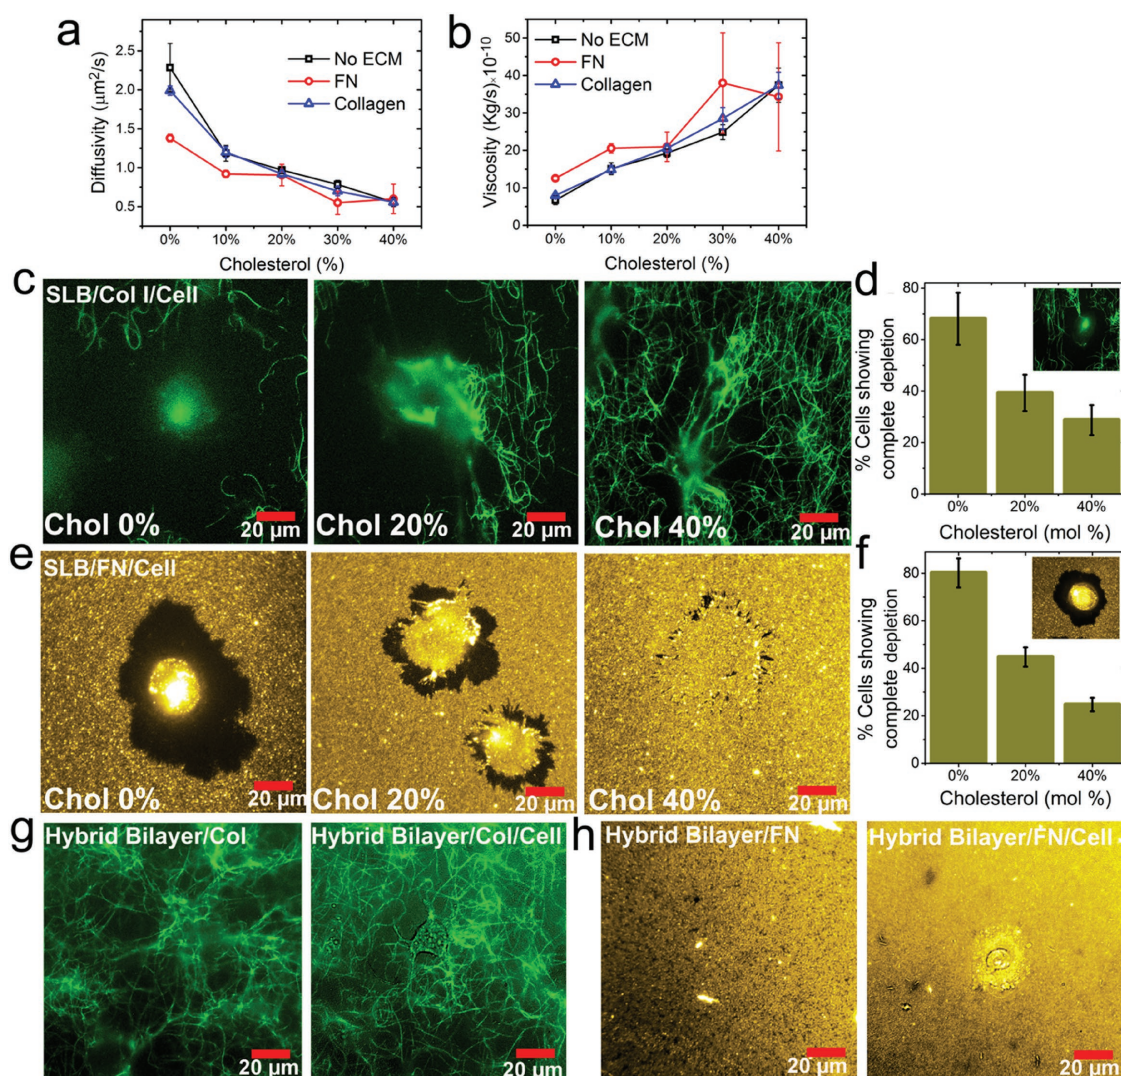 a
2.5
2.0
1.5
1.0
0.5
Diffusivity (μm²/s)
No ECM
FN
Collagen
0% 10% 20% 30% 40%
Cholesterol (%)
b
50
40
30
20
10
0
Viscosity (Kg/s)×10⁻¹⁰
No ECM
FN
Collagen
0% 10% 20% 30% 40%
Cholesterol (%)
c
SLB/Col I/Cell
Chol 0%
20 μm
Chol 20%
20 μm
Chol 40%
20 μm
d
80
60
40
20
0
% Cells showing
complete depletion
0% 20% 40%
Cholesterol (mol %)
e
SLB/FN/Cell
Chol 0%
20 μm
Chol 20%
20 μm
Chol 40%
20 μm
f
80
60
40
20
0
% Cells showing
complete depletion
0% 20% 40%
Cholesterol (mol %)
g
Hybrid Bilayer/Col
20 μm
Hybrid Bilayer/Col/Cell
20 μm
h
Hybrid Bilayer/FN
20 μm
Hybrid Bilayer/FN/Cell
20 μm